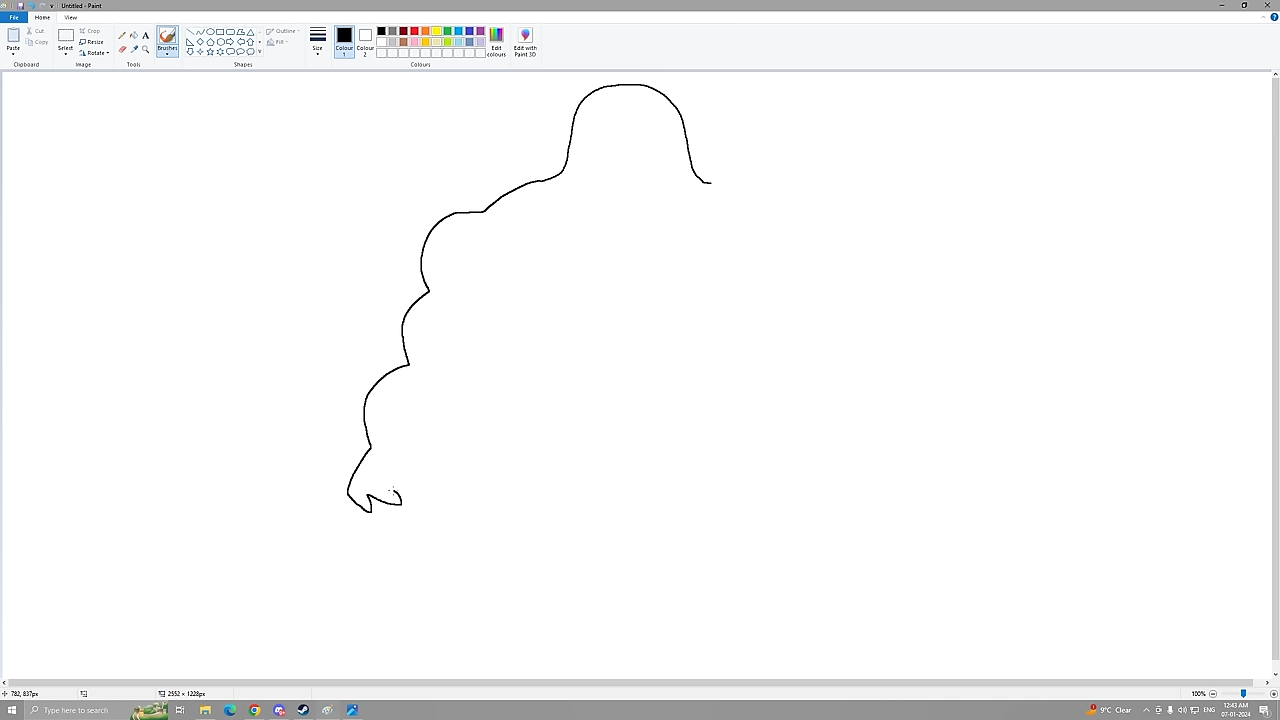 Untitled - Paint
File Home View
Paste
Cut
Copy
Clipboard
Select
Crop
Resize
Rotate
Image
Tools
Brushes
Shapes
Outline
Fill
Size
Colour 1
Colour 2
Colours
Edit colours
Edit with Paint 3D
782, 837px
2552 × 1228px
100%
Type here to search
9°C Clear
ENG
12:43 AM
07-01-2024